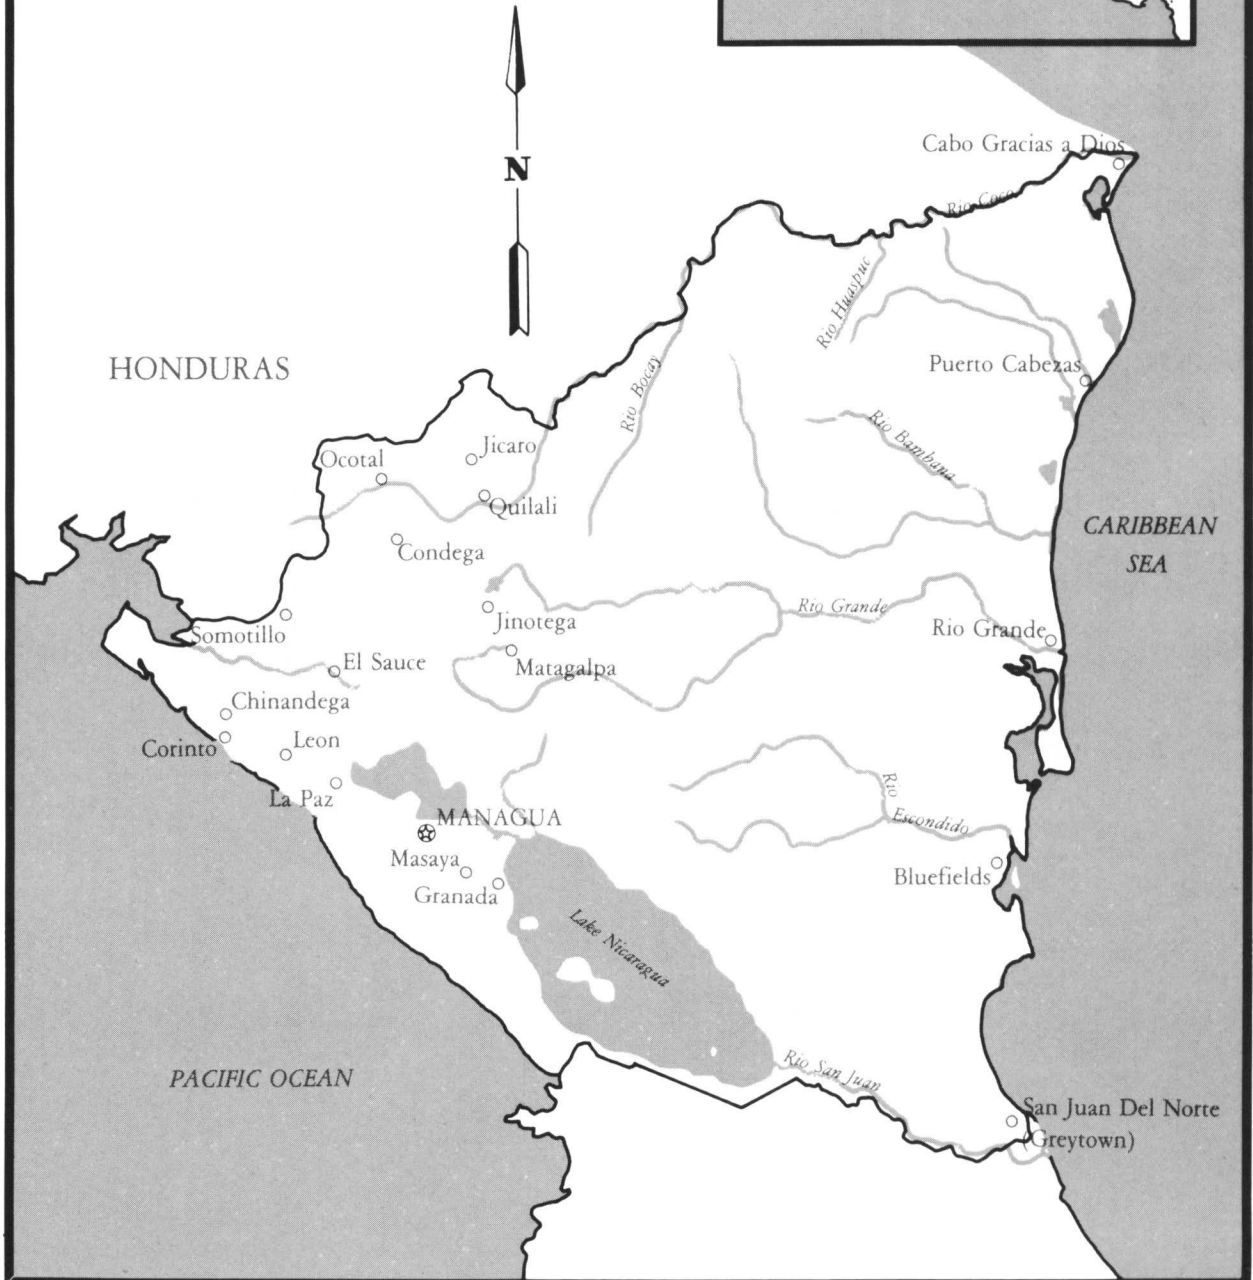 N
Cabo Gracias a Dios
Rio Coco
Rio Huaspuc
HONDURAS
Rio Bocay
Puerto Cabezas
Rio Bambana
Jicaro
Ocotal
Quilali
CARIBBEAN
SEA
Condega
Rio Grande
Jinotega
Rio Grande
Somotillo
El Sauce
Matagalpa
Chinandega
Corinto
Leon
La Paz
Rio
Escondido
MANAGUA
Masaya
Granada
Bluefields
Lake Nicaragua
PACIFIC OCEAN
Rio San Juan
San Juan Del Norte
(Greytown)